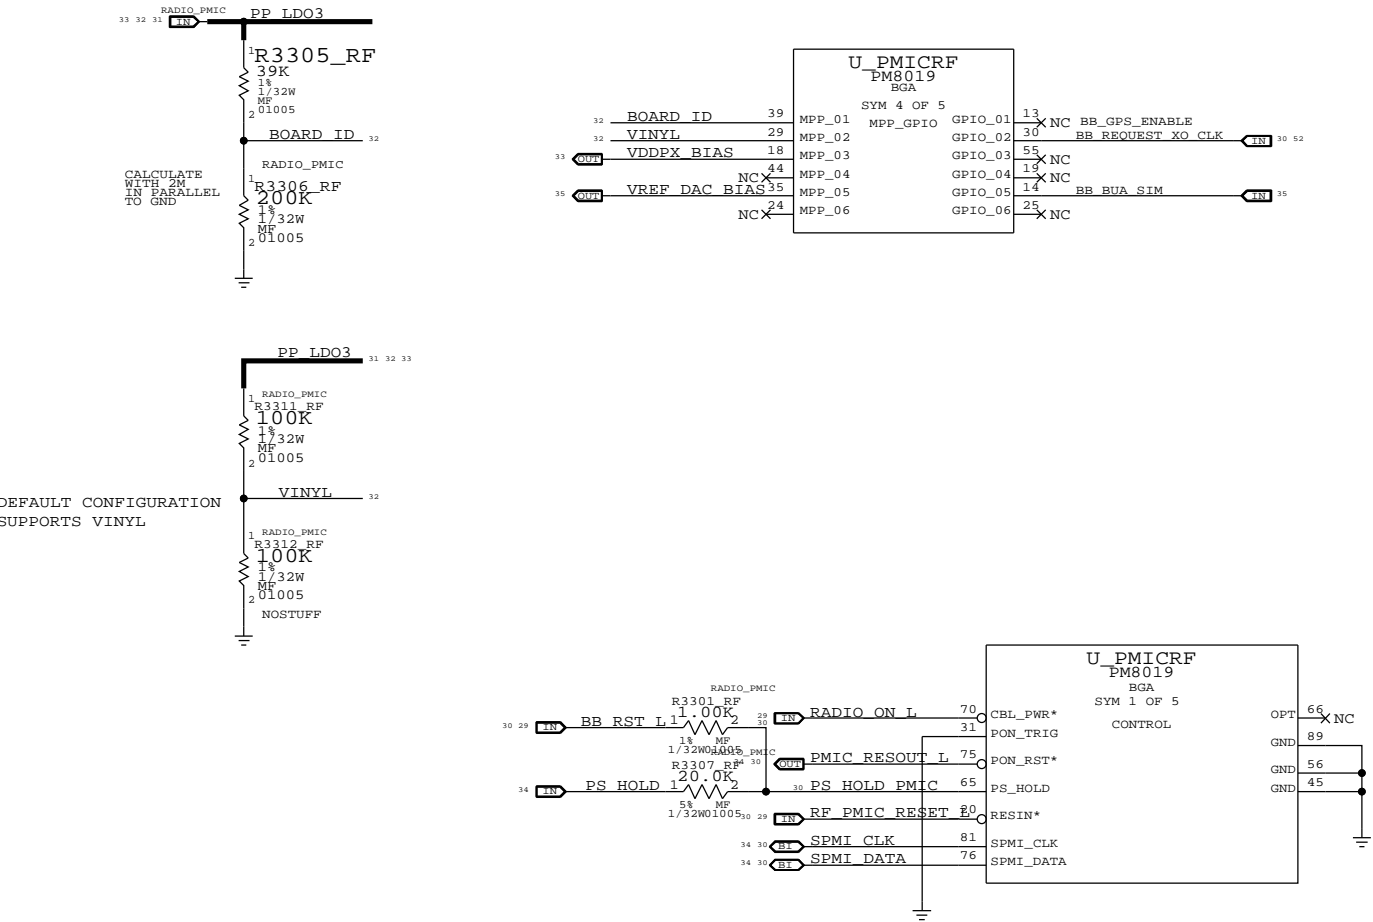 RADIO_PMIC
33 32 31 IN PP_LDO3
1
R3305_RF
39K
1%
1/32W
MF
01005
2
BOARD_ID 32
RADIO_PMIC
CALCULATE
WITH 2M
IN PARALLEL
TO GND
1
R3306_RF
200K
1%
1/32W
MF
01005
2
U_PMICRF
PM8019
BGA
SYM 4 OF 5
MPP_GPIO
32 BOARD_ID 39 MPP_01
32 VINYL 29 MPP_02
33 OUT VDDPX_BIAS 18 MPP_03
NC 44 MPP_04
35 OUT VREF_DAC_BIAS 35 MPP_05
NC 24 MPP_06
GPIO_01 13 NC BB_GPS_ENABLE
GPIO_02 30 BB_REQUEST_XO_CLK IN 30 52
GPIO_03 55 NC
GPIO_04 19 NC
GPIO_05 14 BB_BUA_SIM IN 35
GPIO_06 25 NC
PP_LDO3 31 32 33
RADIO_PMIC
1
R3311_RF
100K
1%
1/32W
MF
01005
2
VINYL 32
DEFAULT CONFIGURATION
SUPPORTS VINYL
RADIO_PMIC
1
R3312_RF
100K
1%
1/32W
MF
01005
2
NOSTUFF
RADIO_PMIC
R3301_RF
1.00K
30 29 IN BB_RST_L 1 2
1% MF
1/32W 01005
RADIO_PMIC
R3307_RF
20.0K
34 IN PS_HOLD 1 2
5% MF
1/32W 01005
U_PMICRF
PM8019
BGA
SYM 1 OF 5
CONTROL
29
30 IN RADIO_ON_L 70 CBL_PWR*
31 PON_TRIG
34 30 OUT PMIC_RESOUT_L 75 PON_RST*
30 PS_HOLD_PMIC 65 PS_HOLD
30 29 IN RF_PMIC_RESET_L 20 RESIN*
34 30 BI SPMI_CLK 81 SPMI_CLK
34 30 BI SPMI_DATA 76 SPMI_DATA
OPT 66 NC
GND 89
GND 56
GND 45